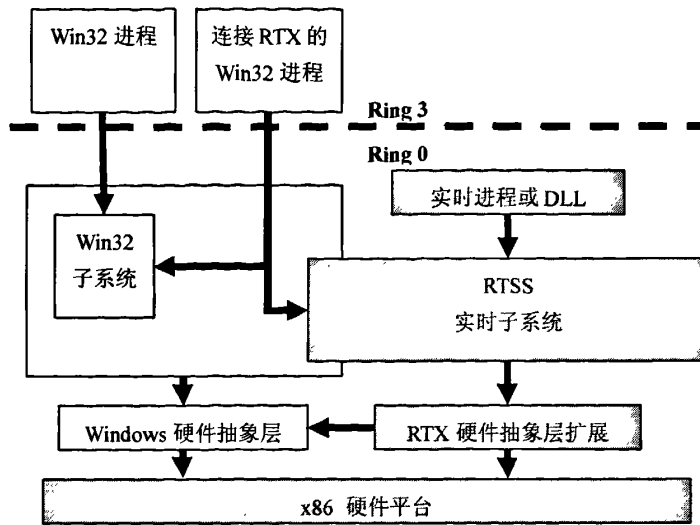 Win32 进程
连接 RTX 的
Win32 进程
Ring 3
Ring 0
实时进程或 DLL
Win32
子系统
RTSS
实时子系统
Windows 硬件抽象层
RTX 硬件抽象层扩展
x86 硬件平台